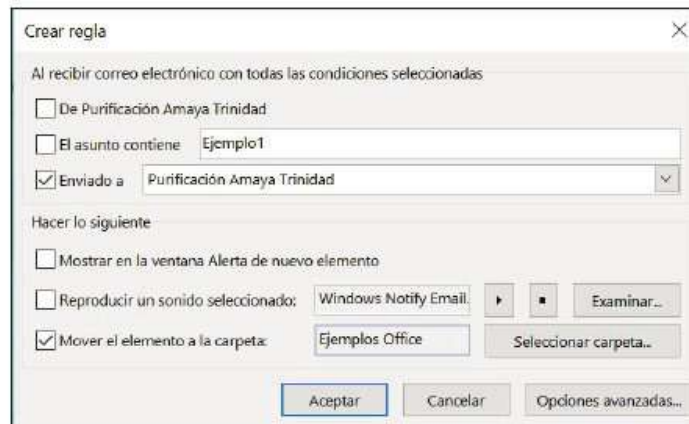 Crear regla
Al recibir correo electrónico con todas las condiciones seleccionadas
De Purificación Amaya Trinidad
El asunto contiene Ejemplo1
Enviado a Purificación Amaya Trinidad
Hacer lo siguiente
Mostrar en la ventana Alerta de nuevo elemento
Reproducir un sonido seleccionado: Windows Notify Email. Examinar...
Mover el elemento a la carpeta: Ejemplos Office Seleccionar carpeta...
Aceptar Cancelar Opciones avanzadas...